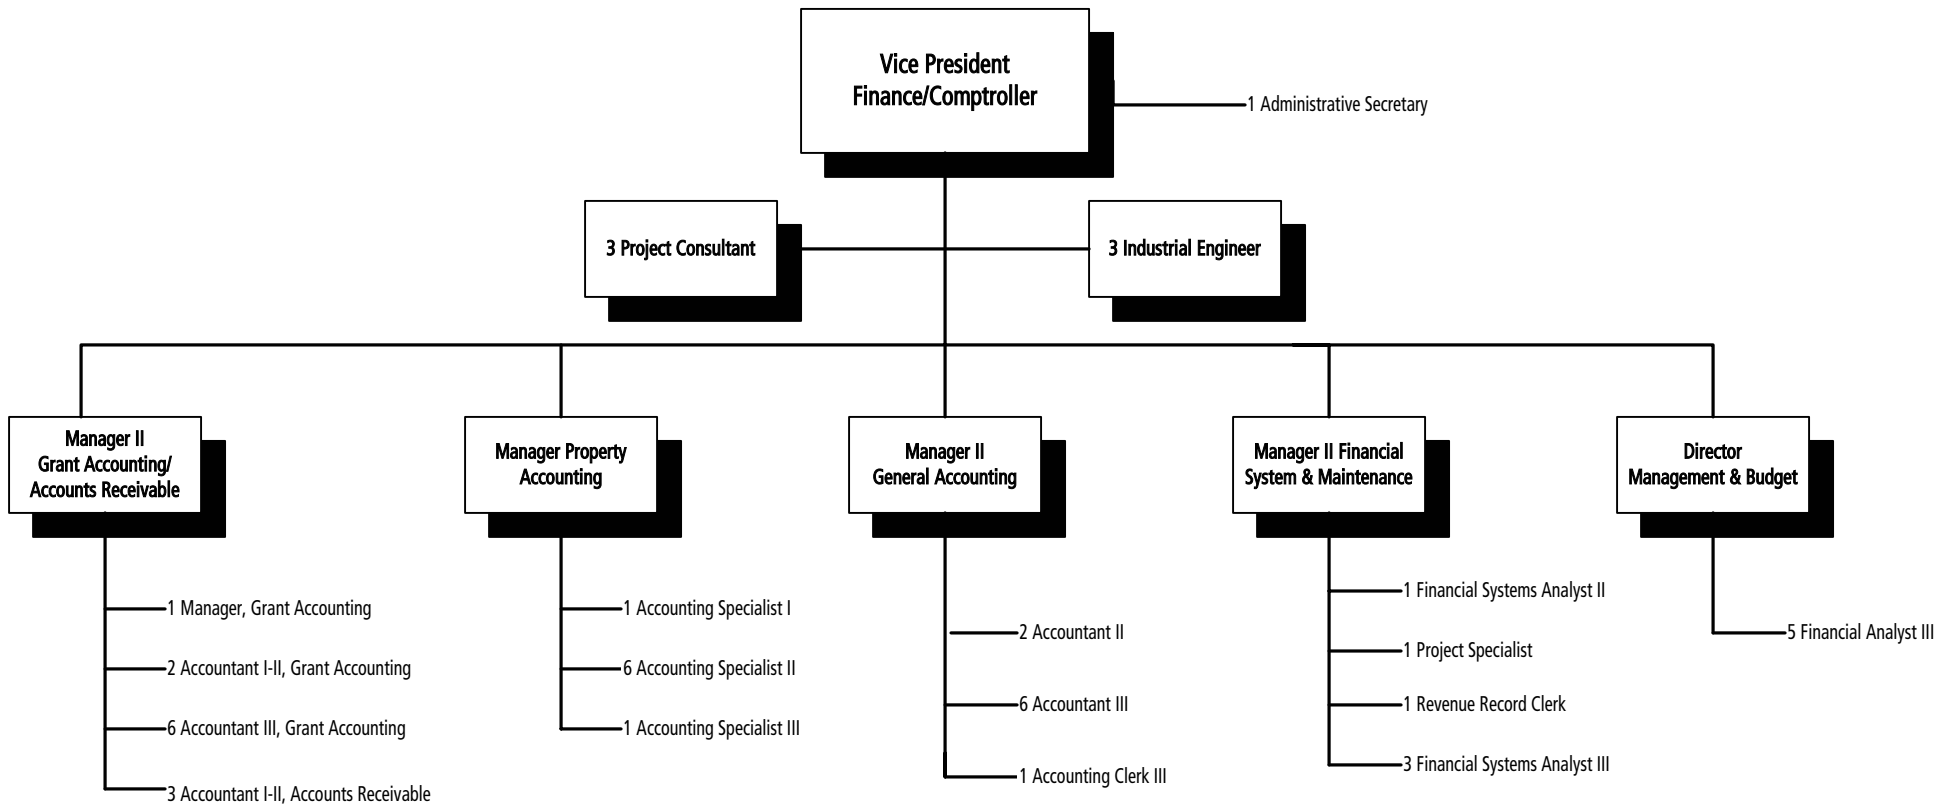 Vice President
Finance/Comptroller
1 Administrative Secretary
3 Project Consultant
3 Industrial Engineer
Manager II
Grant Accounting/
Accounts Receivable
Manager Property
Accounting
Manager II
General Accounting
Manager II Financial
System & Maintenance
Director
Management & Budget
1 Manager, Grant Accounting
2 Accountant I-II, Grant Accounting
6 Accountant III, Grant Accounting
3 Accountant I-II, Accounts Receivable
1 Accounting Specialist I
6 Accounting Specialist II
1 Accounting Specialist III
2 Accountant II
6 Accountant III
1 Accounting Clerk III
1 Financial Systems Analyst II
1 Project Specialist
1 Revenue Record Clerk
3 Financial Systems Analyst III
5 Financial Analyst III